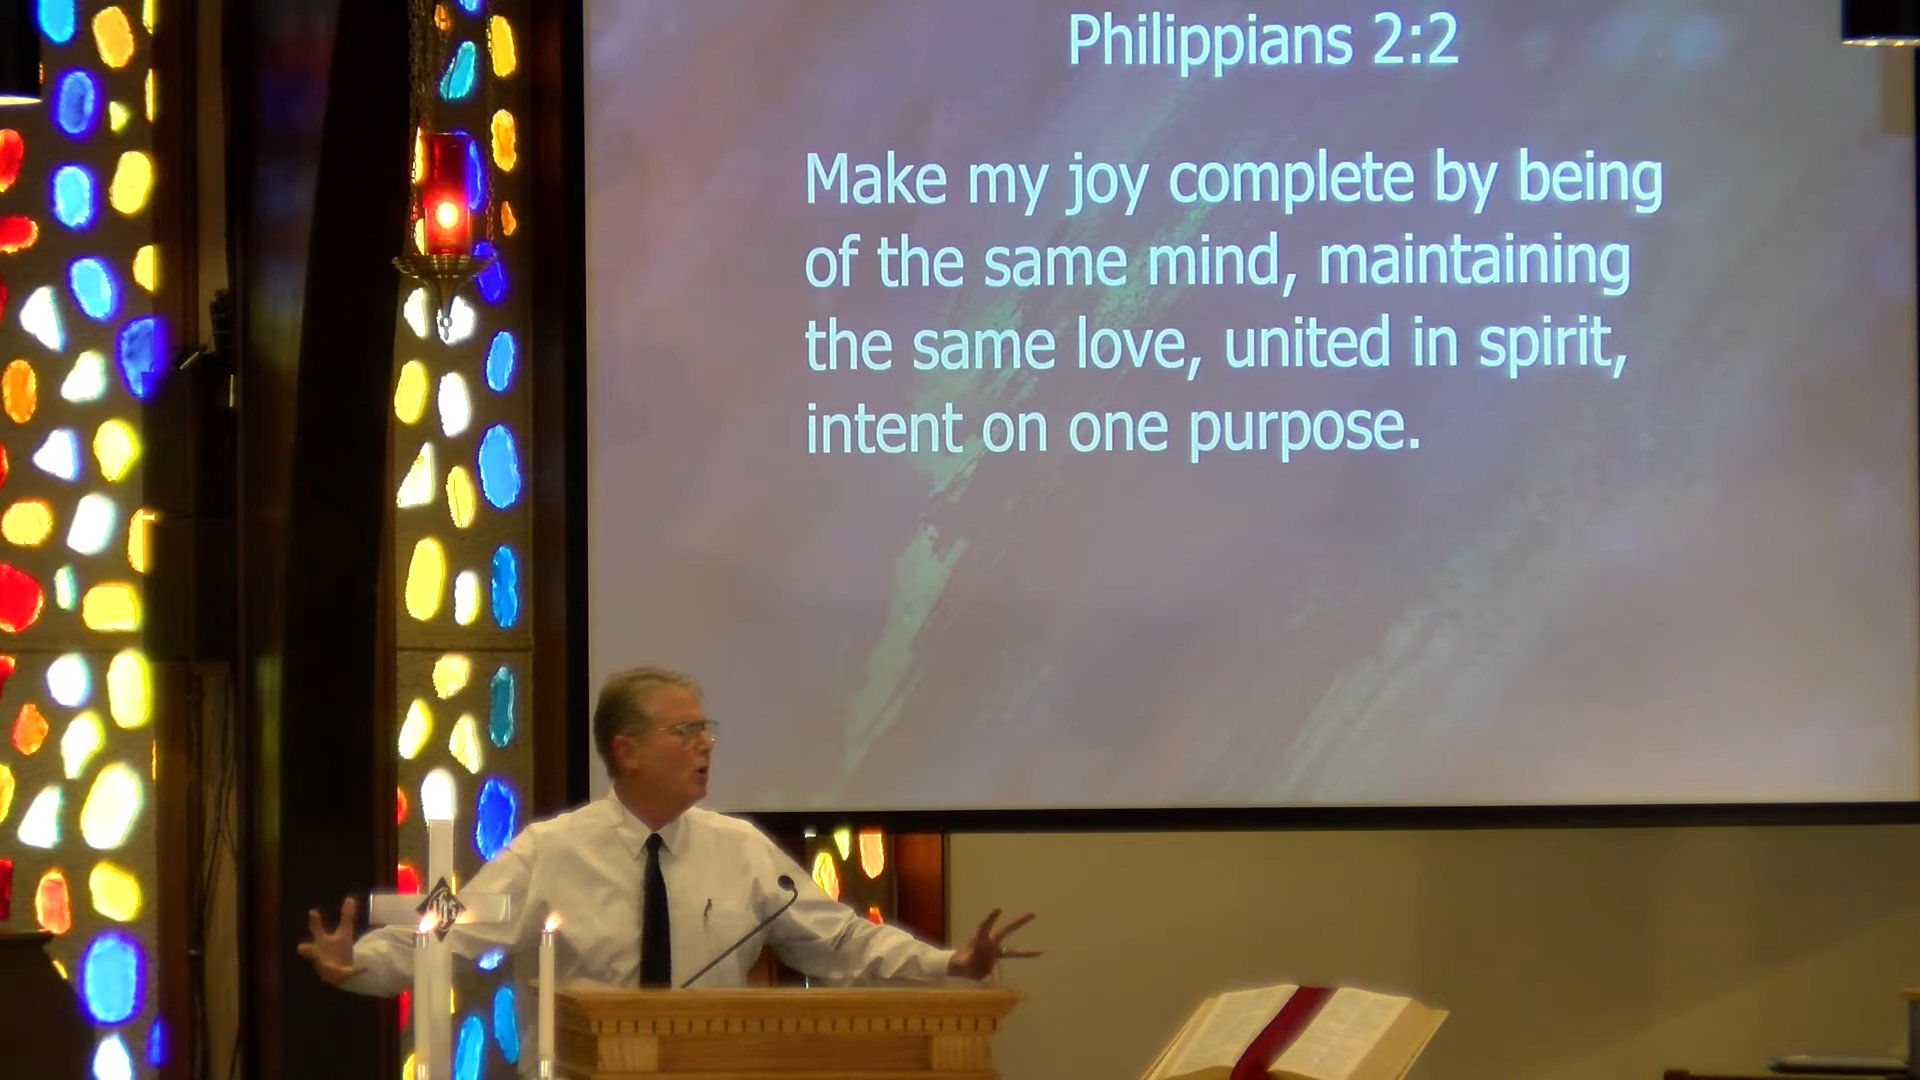 Philippians 2:2
Make my joy complete by being
of the same mind, maintaining
the same love, united in spirit,
intent on one purpose.
IHS